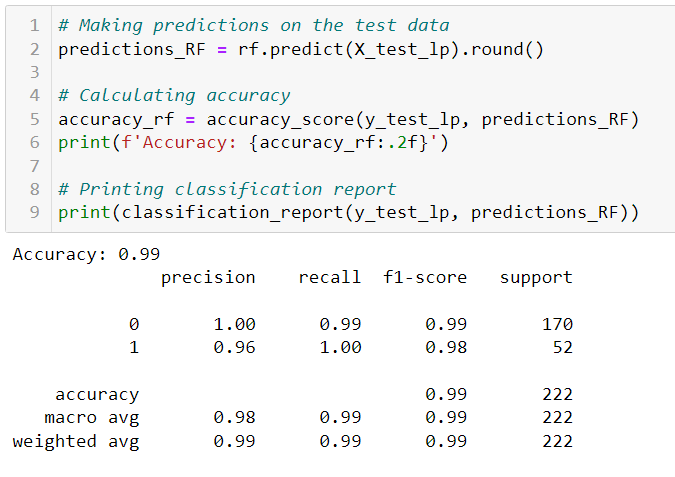 1 # Making predictions on the test data
2 predictions_RF = rf.predict(X_test_lp).round()
3
4 # Calculating accuracy
5 accuracy_rf = accuracy_score(y_test_lp, predictions_RF)
6 print(f'Accuracy: {accuracy_rf:.2f}')
7
8 # Printing classification report
9 print(classification_report(y_test_lp, predictions_RF))
Accuracy: 0.99
precision recall f1-score support
0 1.00 0.99 0.99 170
1 0.96 1.00 0.98 52
accuracy 0.99 222
macro avg 0.98 0.99 0.99 222
weighted avg 0.99 0.99 0.99 222